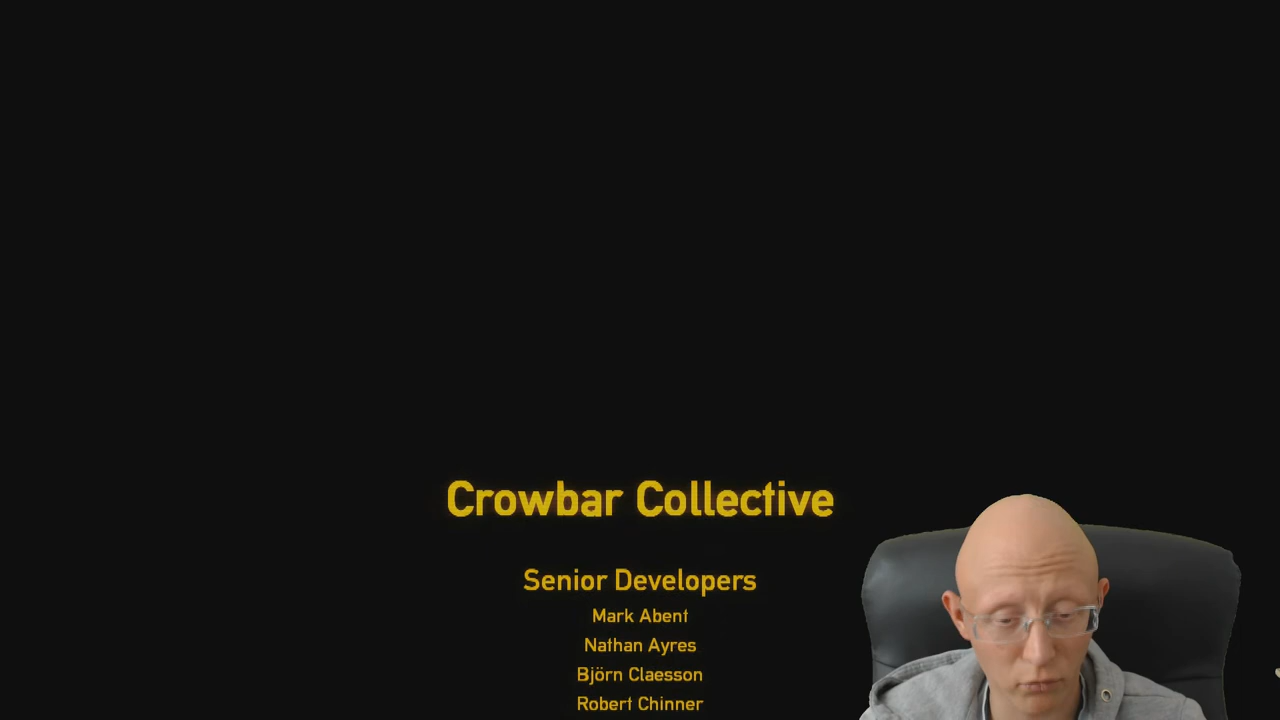 Crowbar Collective
Senior Developers
Mark Abent
Nathan Ayres
Björn Claesson
Robert Chinner